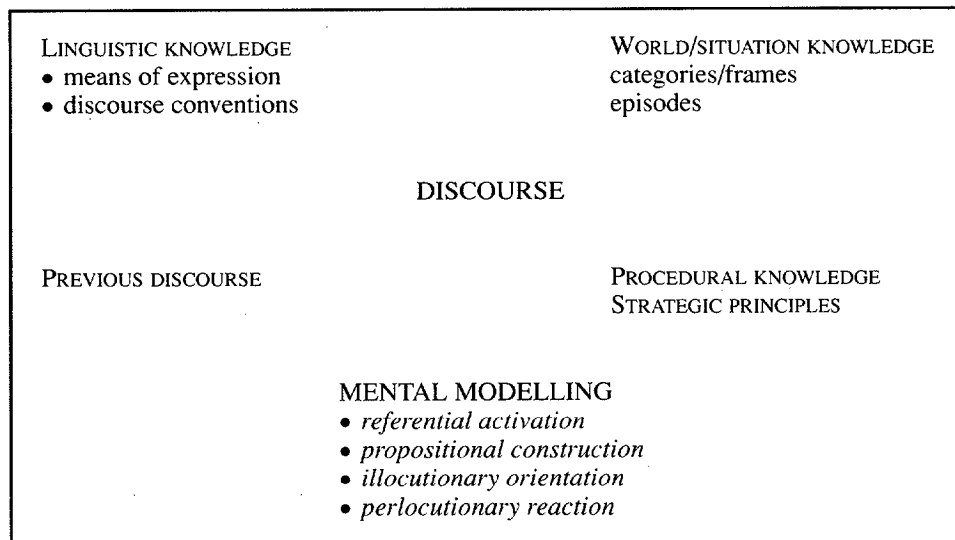 LINGUISTIC KNOWLEDGE
• means of expression
• discourse conventions
WORLD/SITUATION KNOWLEDGE
categories/frames
episodes
DISCOURSE
PREVIOUS DISCOURSE
PROCEDURAL KNOWLEDGE
STRATEGIC PRINCIPLES
MENTAL MODELLING
• referential activation
• propositional construction
• illocutionary orientation
• perlocutionary reaction